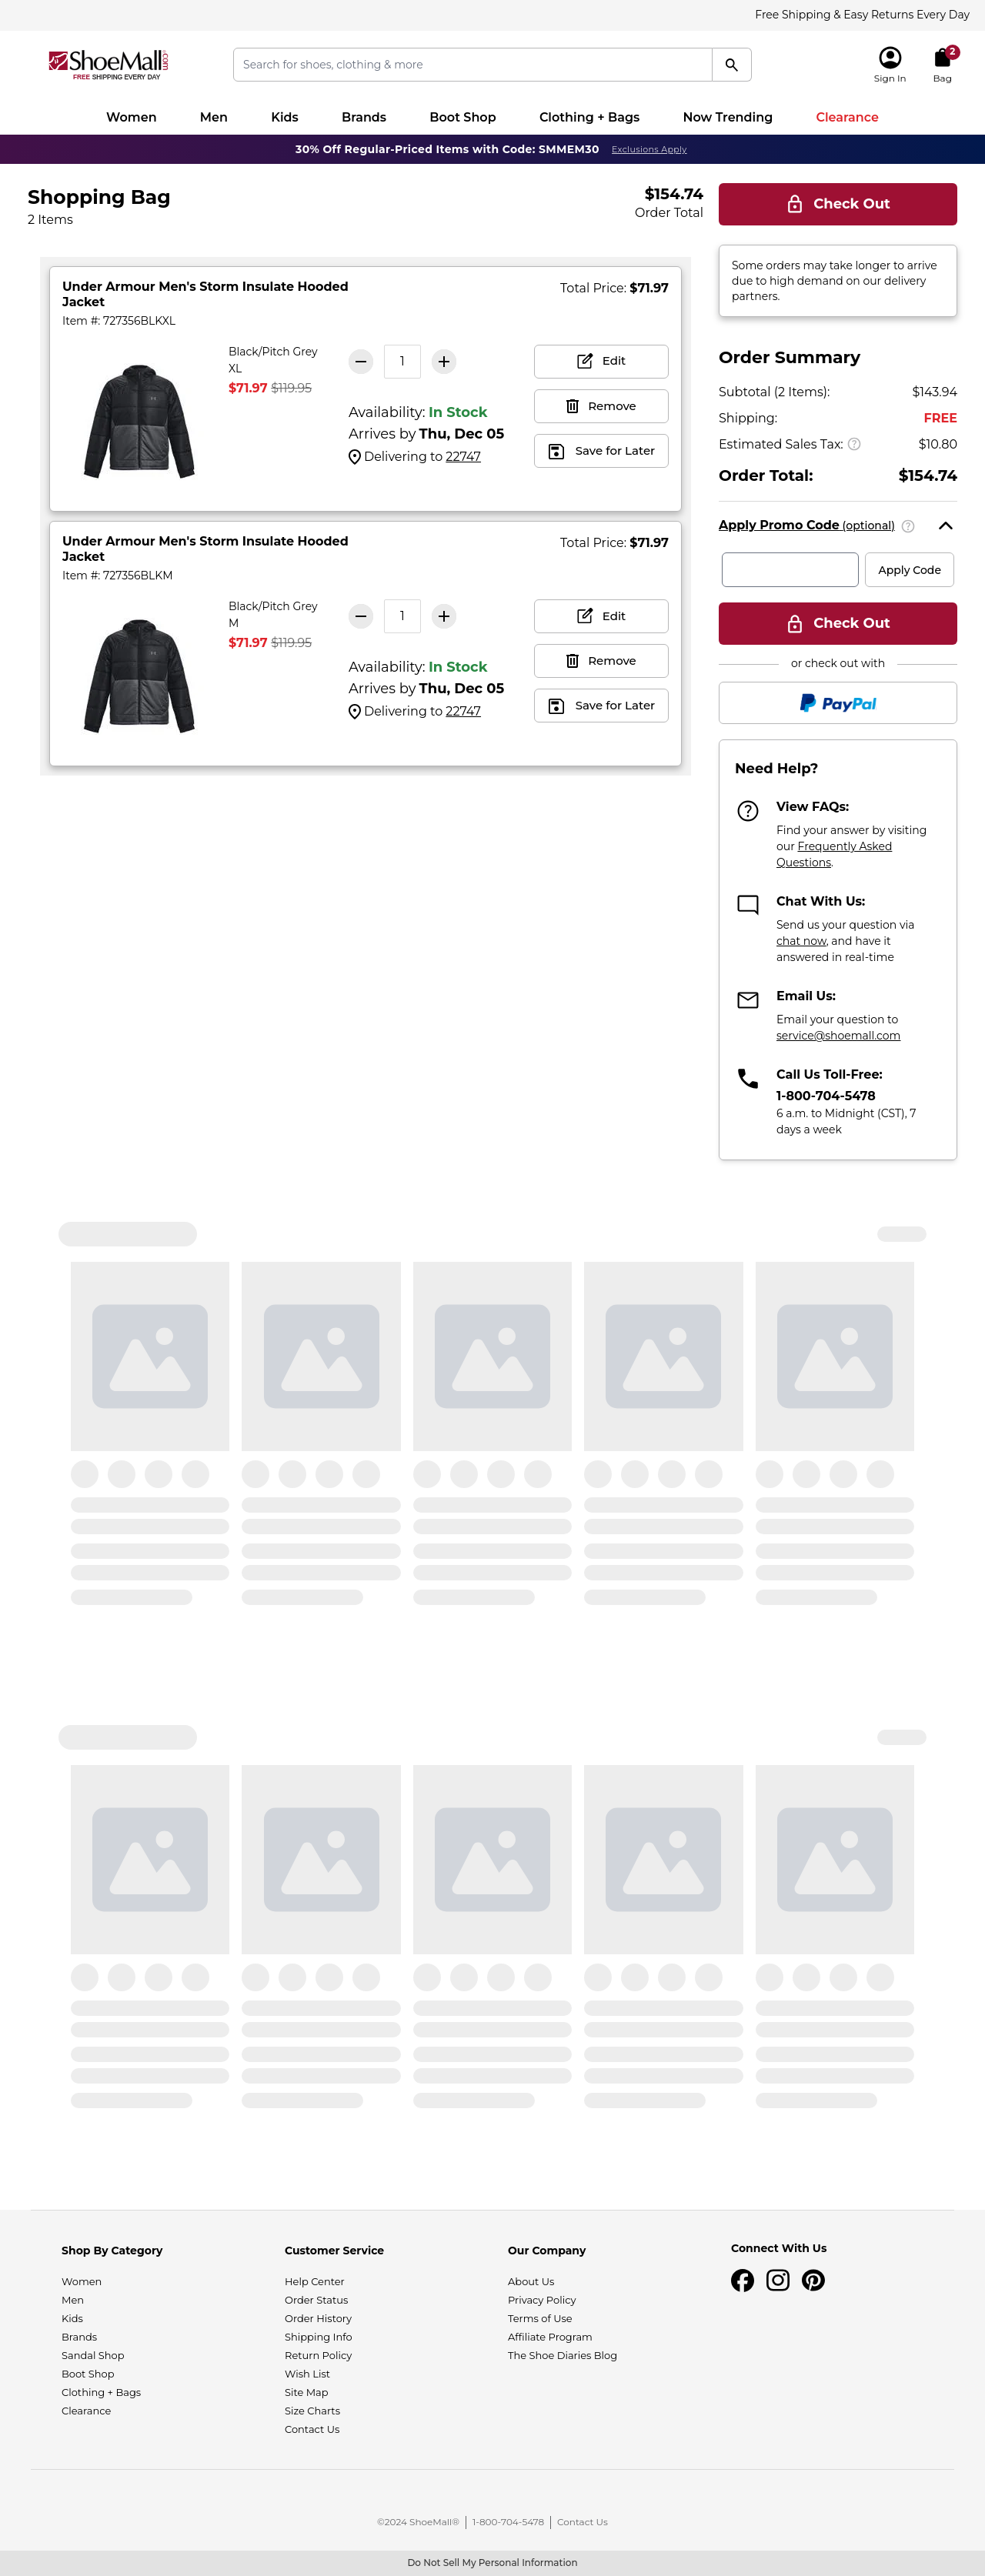 Free Shipping & Easy Returns Every Day
ShoeMall.com
FREE SHIPPING EVERY DAY
Search for shoes, clothing & more
Sign In
2
Bag
Women
Men
Kids
Brands
Boot Shop
Clothing + Bags
Now Trending
Clearance
30% Off Regular-Priced Items with Code: SMMEM30 Exclusions Apply
Shopping Bag
2 Items
$154.74
Order Total
Under Armour Men's Storm Insulate Hooded
Jacket
Item #: 727356BLKXL
Total Price: $71.97
Black/Pitch Grey
XL
$71.97 $119.95
1
Availability: In Stock
Arrives by Thu, Dec 05
Delivering to 22747
Edit
Remove
Save for Later
Under Armour Men's Storm Insulate Hooded
Jacket
Item #: 727356BLKM
Total Price: $71.97
Black/Pitch Grey
M
$71.97 $119.95
1
Availability: In Stock
Arrives by Thu, Dec 05
Delivering to 22747
Edit
Remove
Save for Later
Check Out
Some orders may take longer to arrive
due to high demand on our delivery
partners.
Order Summary
Subtotal (2 Items): $143.94
Shipping: FREE
Estimated Sales Tax: ? $10.80
Order Total: $154.74
Apply Promo Code (optional) ?
Apply Code
Check Out
or check out with
PayPal
Need Help?
View FAQs:
Find your answer by visiting
our Frequently Asked
Questions.
Chat With Us:
Send us your question via
chat now, and have it
answered in real-time
Email Us:
Email your question to
service@shoemall.com
Call Us Toll-Free:
1-800-704-5478
6 a.m. to Midnight (CST), 7
days a week
Shop By Category
Women
Men
Kids
Brands
Sandal Shop
Boot Shop
Clothing + Bags
Clearance
Customer Service
Help Center
Order Status
Order History
Shipping Info
Return Policy
Wish List
Site Map
Size Charts
Contact Us
Our Company
About Us
Privacy Policy
Terms of Use
Affiliate Program
The Shoe Diaries Blog
Connect With Us
©2024 ShoeMall® | 1-800-704-5478 | Contact Us
Do Not Sell My Personal Information